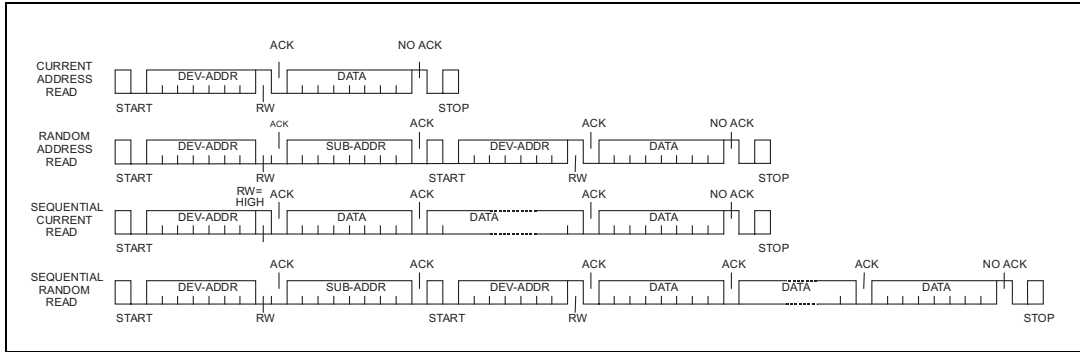 ACK NO ACK
CURRENT
ADDRESS
READ
DEV-ADDR DATA
START RW STOP
ACK ACK ACK NO ACK
RANDOM
ADDRESS
READ
DEV-ADDR SUB-ADDR DEV-ADDR DATA
START RW START RW STOP
RW=
HIGH
ACK ACK ACK NO ACK
SEQUENTIAL
CURRENT
READ
DEV-ADDR DATA DATA DATA
START STOP
ACK ACK ACK ACK ACK NO ACK
SEQUENTIAL
RANDOM
READ
DEV-ADDR SUB-ADDR DEV-ADDR DATA DATA DATA
START RW START RW STOP